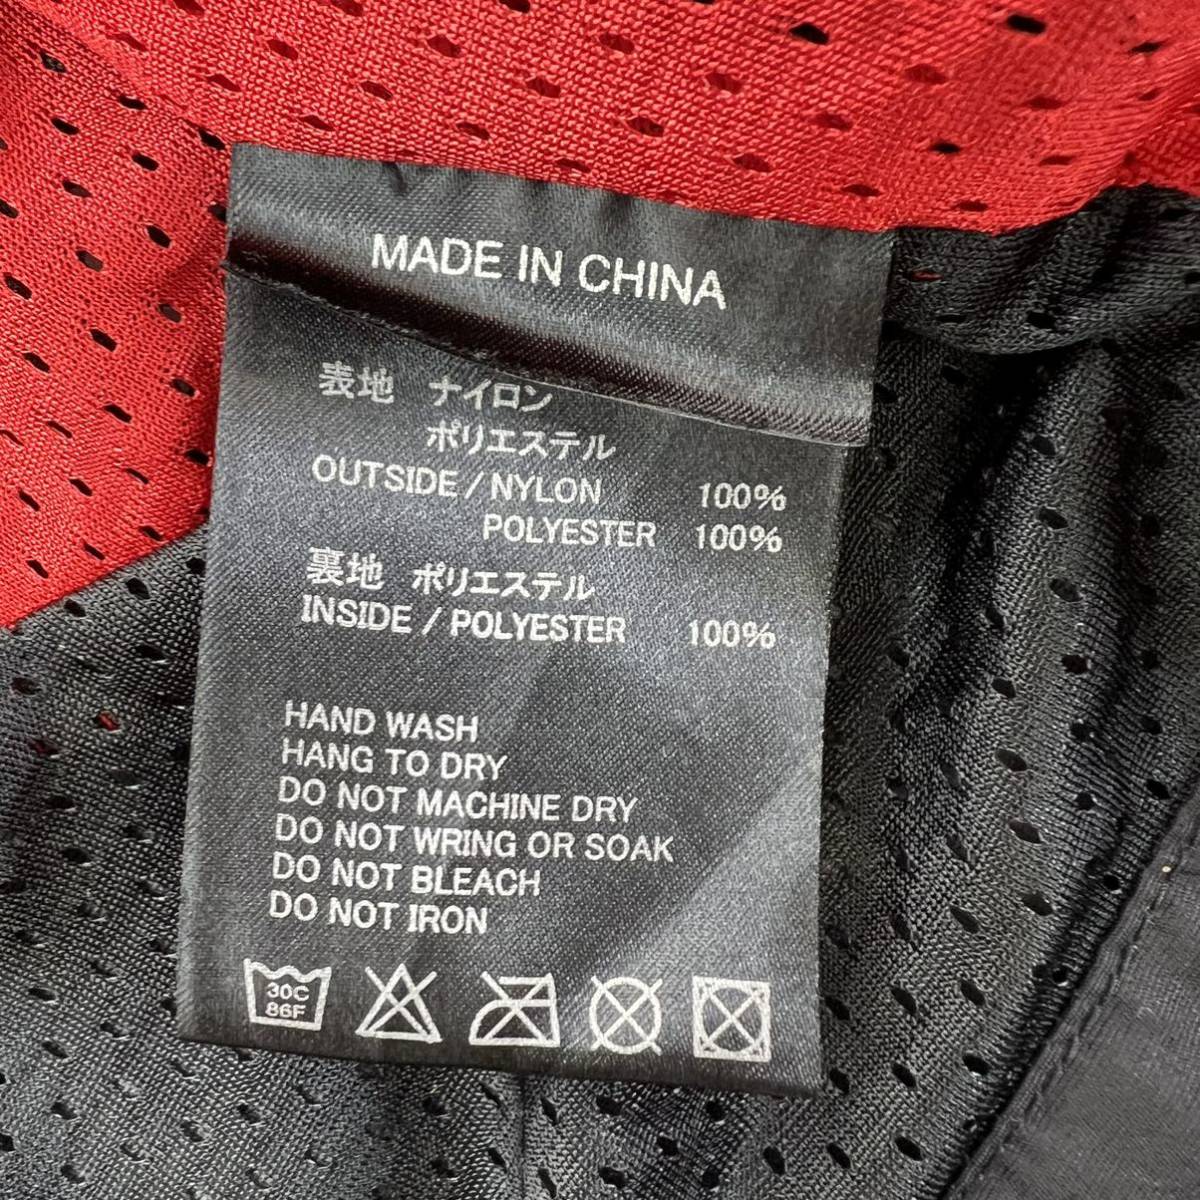 MADE IN CHINA
表地 ナイロン
ポリエステル
OUTSIDE / NYLON 100%
POLYESTER 100%
裏地 ポリエステル
INSIDE / POLYESTER 100%
HAND WASH
HANG TO DRY
DO NOT MACHINE DRY
DO NOT WRING OR SOAK
DO NOT BLEACH
DO NOT IRON
30C
86F